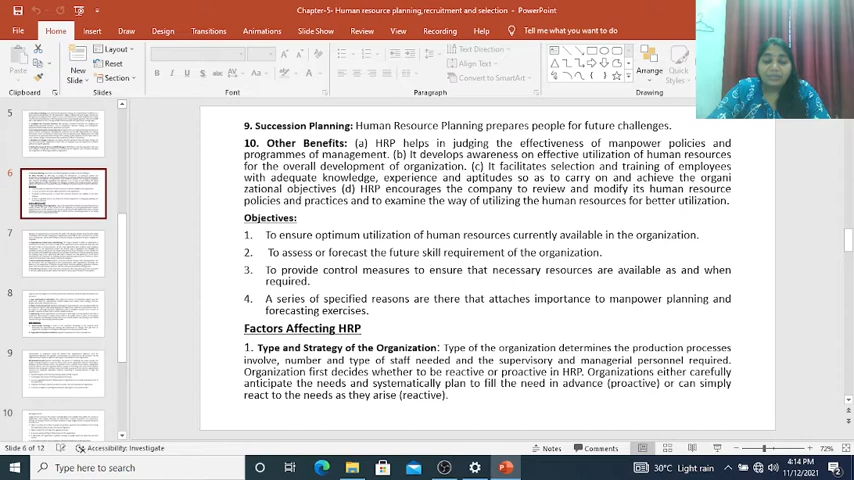 Chapter-5- Human resource planning,recruitment and selection - PowerPoint
File Home Insert Draw Design Transitions Animations Slide Show Review View Recording Help Tell me what you want to do
Paste
Clipboard
New Slide
Layout
Reset
Section
Slides
B I U S abc AV Aa A
Font
Paragraph
Text Direction
Align Text
Convert to SmartArt
Arrange
Quick Styles
Drawing
5
6
7
8
9
10
9. Succession Planning: Human Resource Planning prepares people for future challenges.
10. Other Benefits: (a) HRP helps in judging the effectiveness of manpower policies and
programmes of management. (b) It develops awareness on effective utilization of human resources
for the overall development of organization. (c) It facilitates selection and training of employees
with adequate knowledge, experience and aptitudes so as to carry on and achieve the organi
zational objectives (d) HRP encourages the company to review and modify its human resource
policies and practices and to examine the way of utilizing the human resources for better utilization.
Objectives:
1. To ensure optimum utilization of human resources currently available in the organization.
2. To assess or forecast the future skill requirement of the organization.
3. To provide control measures to ensure that necessary resources are available as and when
required.
4. A series of specified reasons are there that attaches importance to manpower planning and
forecasting exercises.
Factors Affecting HRP
1. Type and Strategy of the Organization: Type of the organization determines the production processes
involve, number and type of staff needed and the supervisory and managerial personnel required.
Organization first decides whether to be reactive or proactive in HRP. Organizations either carefully
anticipate the needs and systematically plan to fill the need in advance (proactive) or can simply
react to the needs as they arise (reactive).
Slide 6 of 12 Accessibility: Investigate Notes Comments 72%
Type here to search 30°C Light rain 4:14 PM
11/12/2021 2